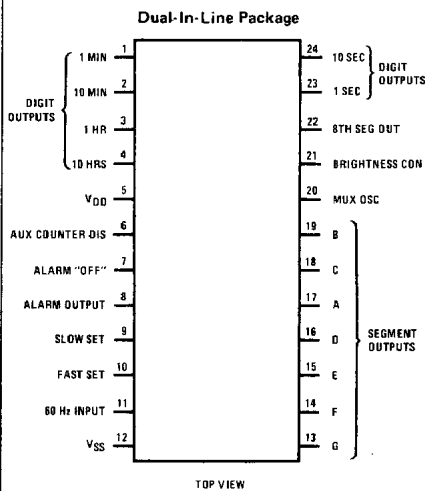 Dual-In-Line Package
1 MIN 1
10 MIN 2
1 HR 3
10 HRS 4
DIGIT
OUTPUTS
VDD 5
AUX COUNTER DIS 6
ALARM "OFF" 7
ALARM OUTPUT 8
SLOW SET 9
FAST SET 10
60 Hz INPUT 11
VSS 12
24 10 SEC
23 1 SEC
DIGIT
OUTPUTS
22 8TH SEG OUT
21 BRIGHTNESS CON
20 MUX OSC
19 B
18 C
17 A
16 D
15 E
14 F
13 G
SEGMENT
OUTPUTS
TOP VIEW